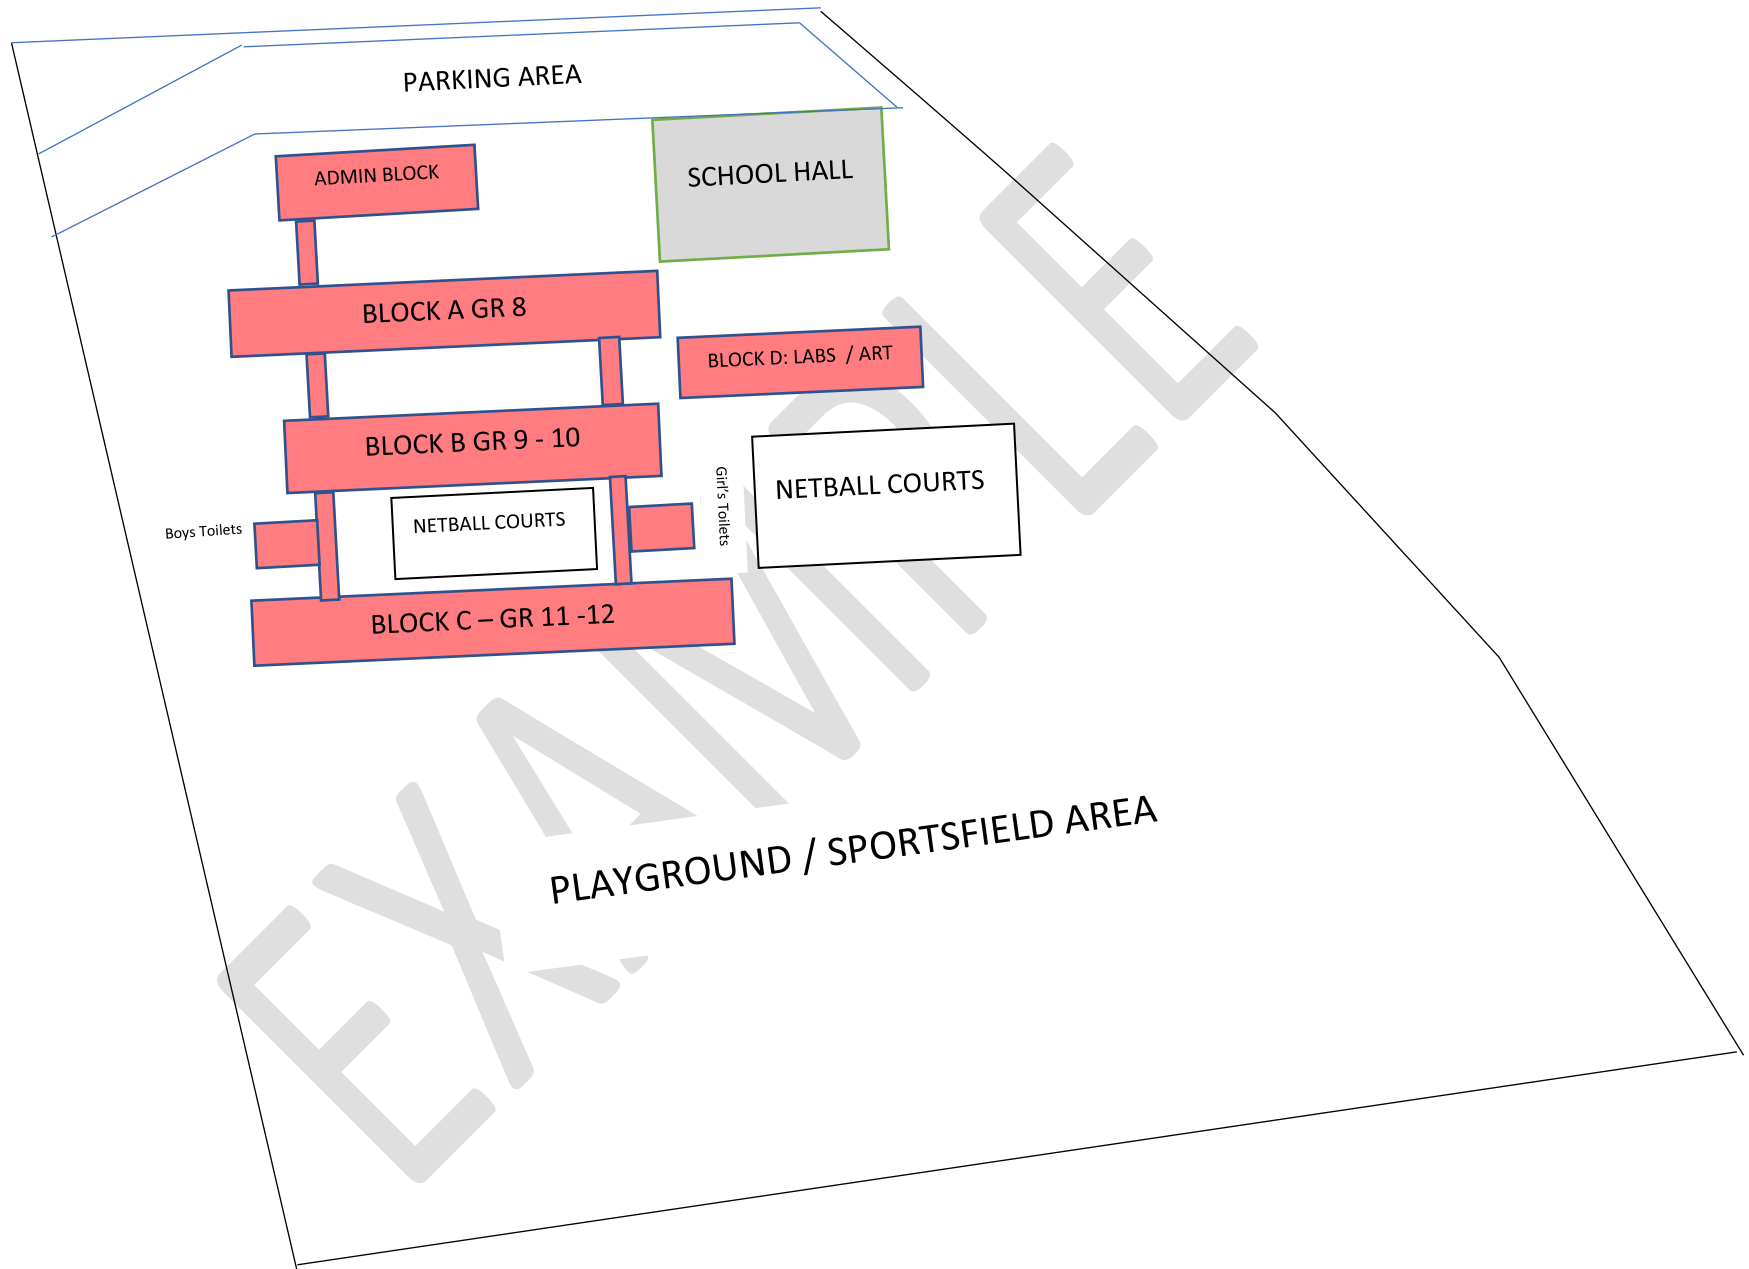 PARKING AREA
ADMIN BLOCK
SCHOOL HALL
BLOCK A GR 8
BLOCK D: LABS / ART
BLOCK B GR 9 - 10
NETBALL COURTS
Girl's Toilets
NETBALL COURTS
Boys Toilets
BLOCK C – GR 11 -12
PLAYGROUND / SPORTSFIELD AREA
EXAMPLE